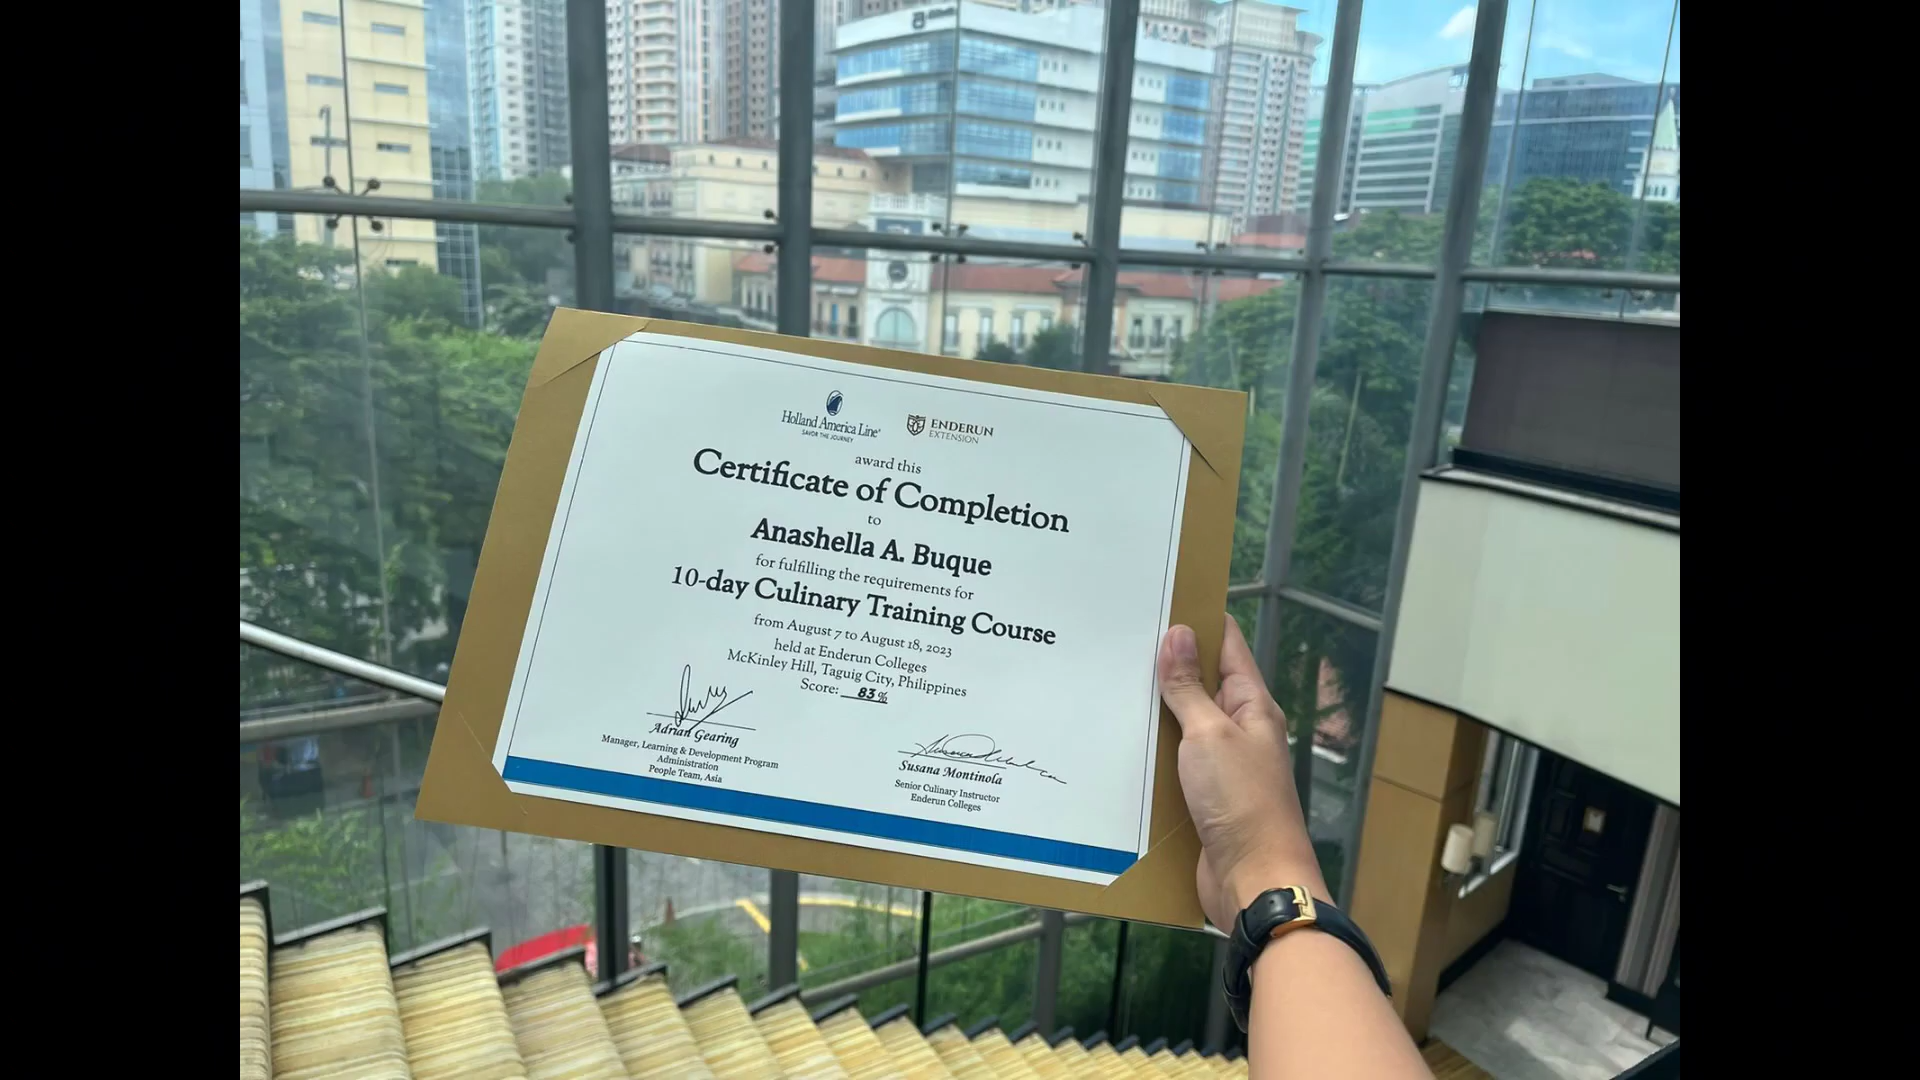 Holland America Line
SAVOR THE JOURNEY
ENDERUN
EXTENSION
award this
Certificate of Completion
to
Anashella A. Buque
for fulfilling the requirements for
10-day Culinary Training Course
from August 7 to August 18, 2023
held at Enderun Colleges
McKinley Hill, Taguig City, Philippines
Score: 83%
Adrian Gearing
Manager, Learning & Development Program
Administration
People Team, Asia
Susana Montinola
Senior Culinary Instructor
Enderun Colleges